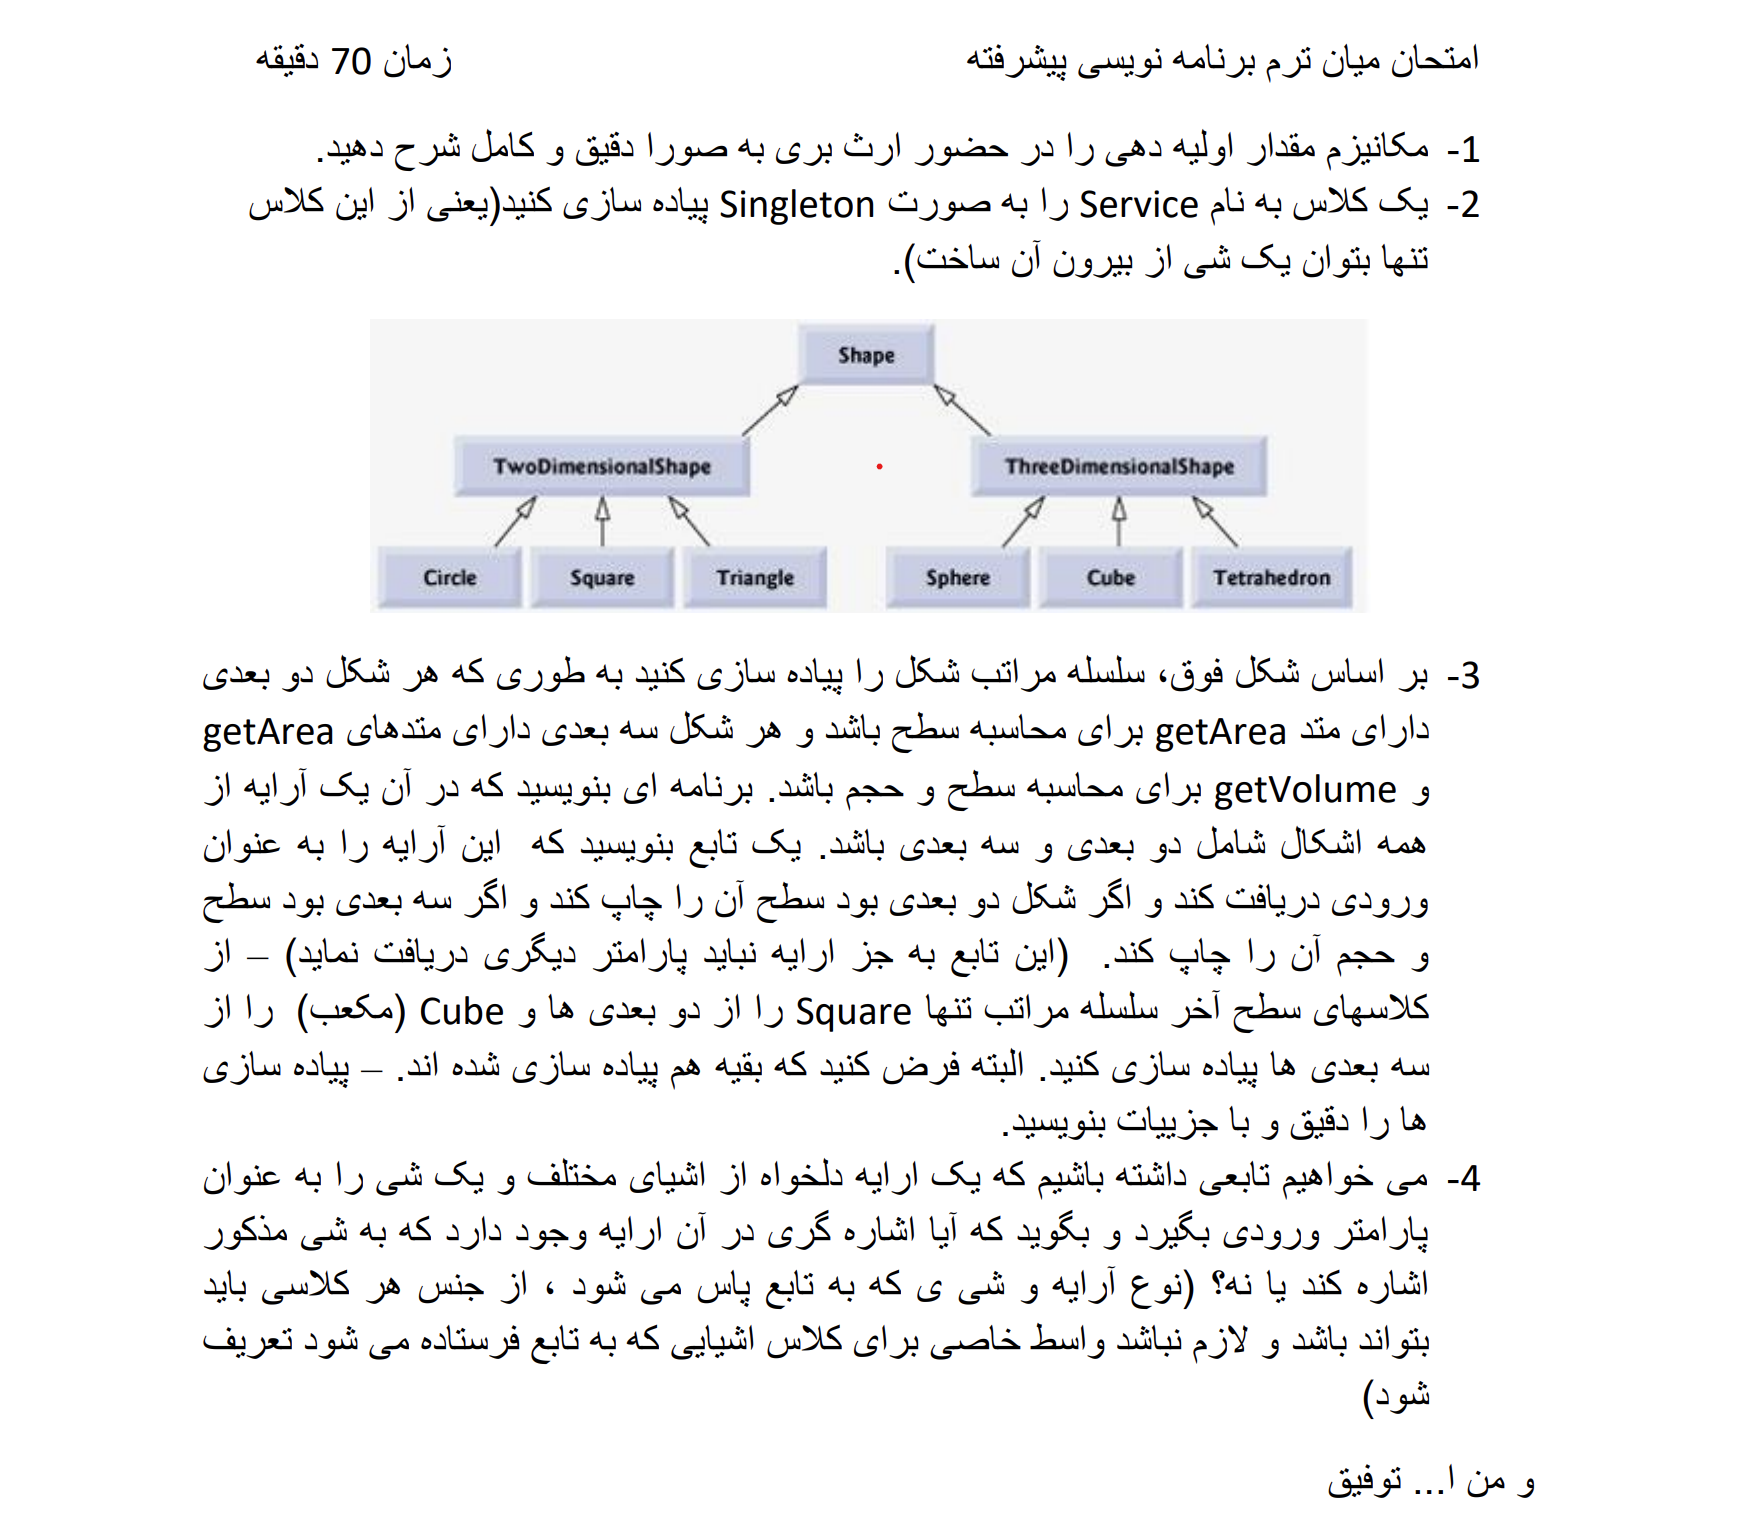 امتحان میان ترم برنامه نویسی پیشرفته زمان 70 دقیقه
1- مکانیزم مقدار اولیه دهی را در حضور ارث بری به صورا دقیق و کامل شرح دهید.
2- یک کلاس به نام Service را به صورت Singleton پیاده سازی کنید(یعنی از این کلاس
تنها بتوان یک شی از بیرون آن ساخت).
Shape
TwoDimensionalShape ThreeDimensionalShape
Circle Square Triangle Sphere Cube Tetrahedron
3- بر اساس شکل فوق، سلسله مراتب شکل را پیاده سازی کنید به طوری که هر شکل دو بعدی
دارای متد getArea برای محاسبه سطح باشد و هر شکل سه بعدی دارای متدهای getArea
و getVolume برای محاسبه سطح و حجم باشد. برنامه ای بنویسید که در آن یک آرایه از
همه اشکال شامل دو بعدی و سه بعدی باشد. یک تابع بنویسید که این آرایه را به عنوان
ورودی دریافت کند و اگر شکل دو بعدی بود سطح آن را چاپ کند و اگر سه بعدی بود سطح
و حجم آن را چاپ کند. (این تابع به جز ارایه نباید پارامتر دیگری دریافت نماید) – از
کلاسهای سطح آخر سلسله مراتب تنها Square را از دو بعدی ها و Cube (مکعب) را از
سه بعدی ها پیاده سازی کنید. البته فرض کنید که بقیه هم پیاده سازی شده اند. – پیاده سازی
ها را دقیق و با جزییات بنویسید.
4- می خواهیم تابعی داشته باشیم که یک ارایه دلخواه از اشیای مختلف و یک شی را به عنوان
پارامتر ورودی بگیرد و بگوید که آیا اشاره گری در آن ارایه وجود دارد که به شی مذکور
اشاره کند یا نه؟ (نوع آرایه و شی ی که به تابع پاس می شود ، از جنس هر کلاسی باید
بتواند باشد و لازم نباشد واسط خاصی برای کلاس اشیایی که به تابع فرستاده می شود تعریف
شود)
و من ا... توفیق